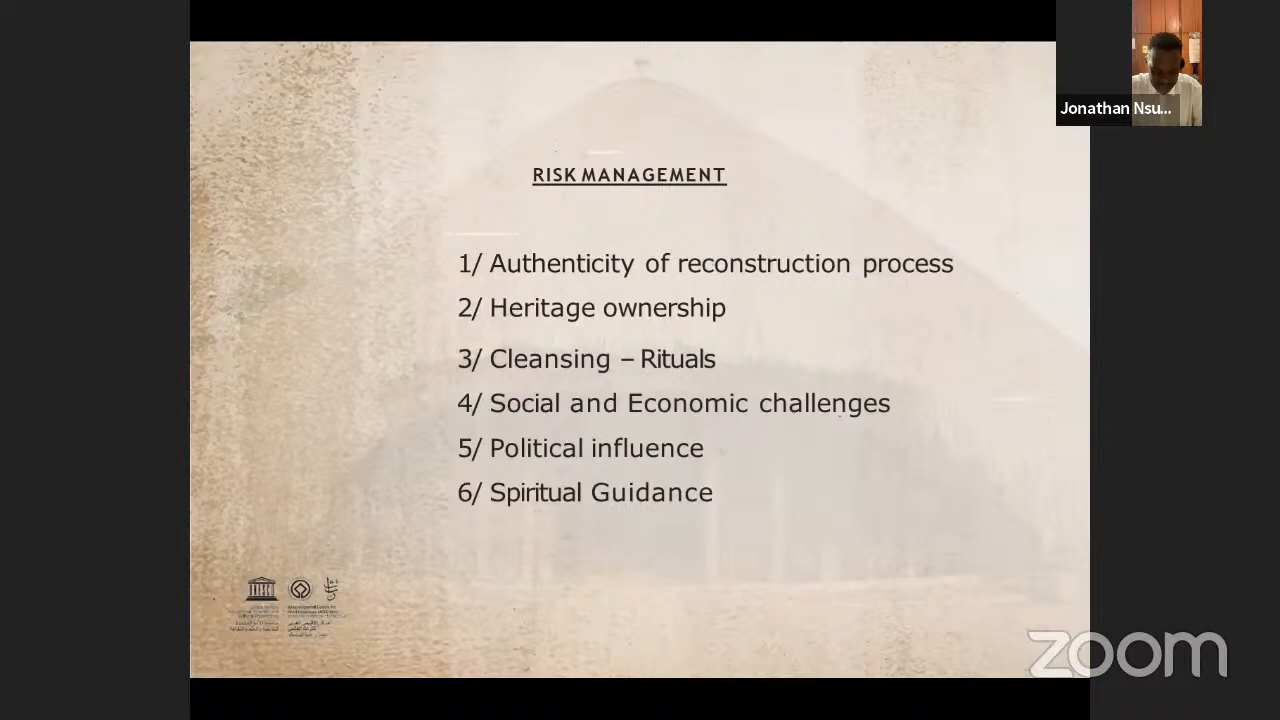 Jonathan Nsu...
RISK MANAGEMENT
1/ Authenticity of reconstruction process
2/ Heritage ownership
3/ Cleansing – Rituals
4/ Social and Economic challenges
5/ Political influence
6/ Spiritual Guidance
zoom